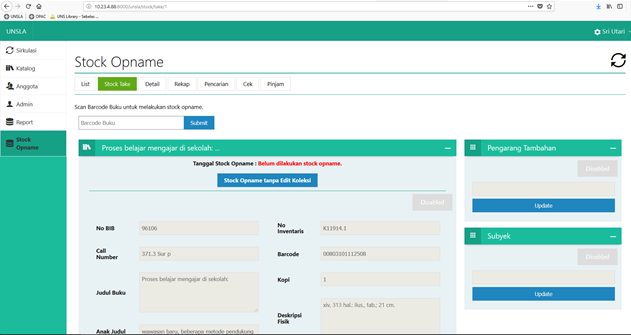 10.23.4.88:8000/unsla/stock/take/?
UNSLA OPAC UNS Library - Sebelas ...
UNSLA Sri Utari
Sirkulasi
Katalog
Anggota
Admin
Report
Stock
Opname
Stock Opname
List Stock Take Detail Rekap Pencarian Cek Pinjam
Scan Barcode Buku untuk melakukan stock opname.
Barcode Buku Submit
Proses belajar mengajar di sekolah: ...
Tanggal Stock Opname : Belum dilakukan stock opname.
Stock Opname tanpa Edit Koleksi
Disabled
No BIB 96106
No Inventaris K11914.1
Call Number 371.3 Sur p
Barcode 00803101112508
Judul Buku Proses belajar mengajar di sekolah:
Kopi 1
Deskripsi Fisik xiv, 313 hal.: ilus., tab.; 21 cm.
Anak Judul wawasan baru, beberapa metode pendukung
Pengarang Tambahan
Disabled
Update
Subyek
Disabled
Update